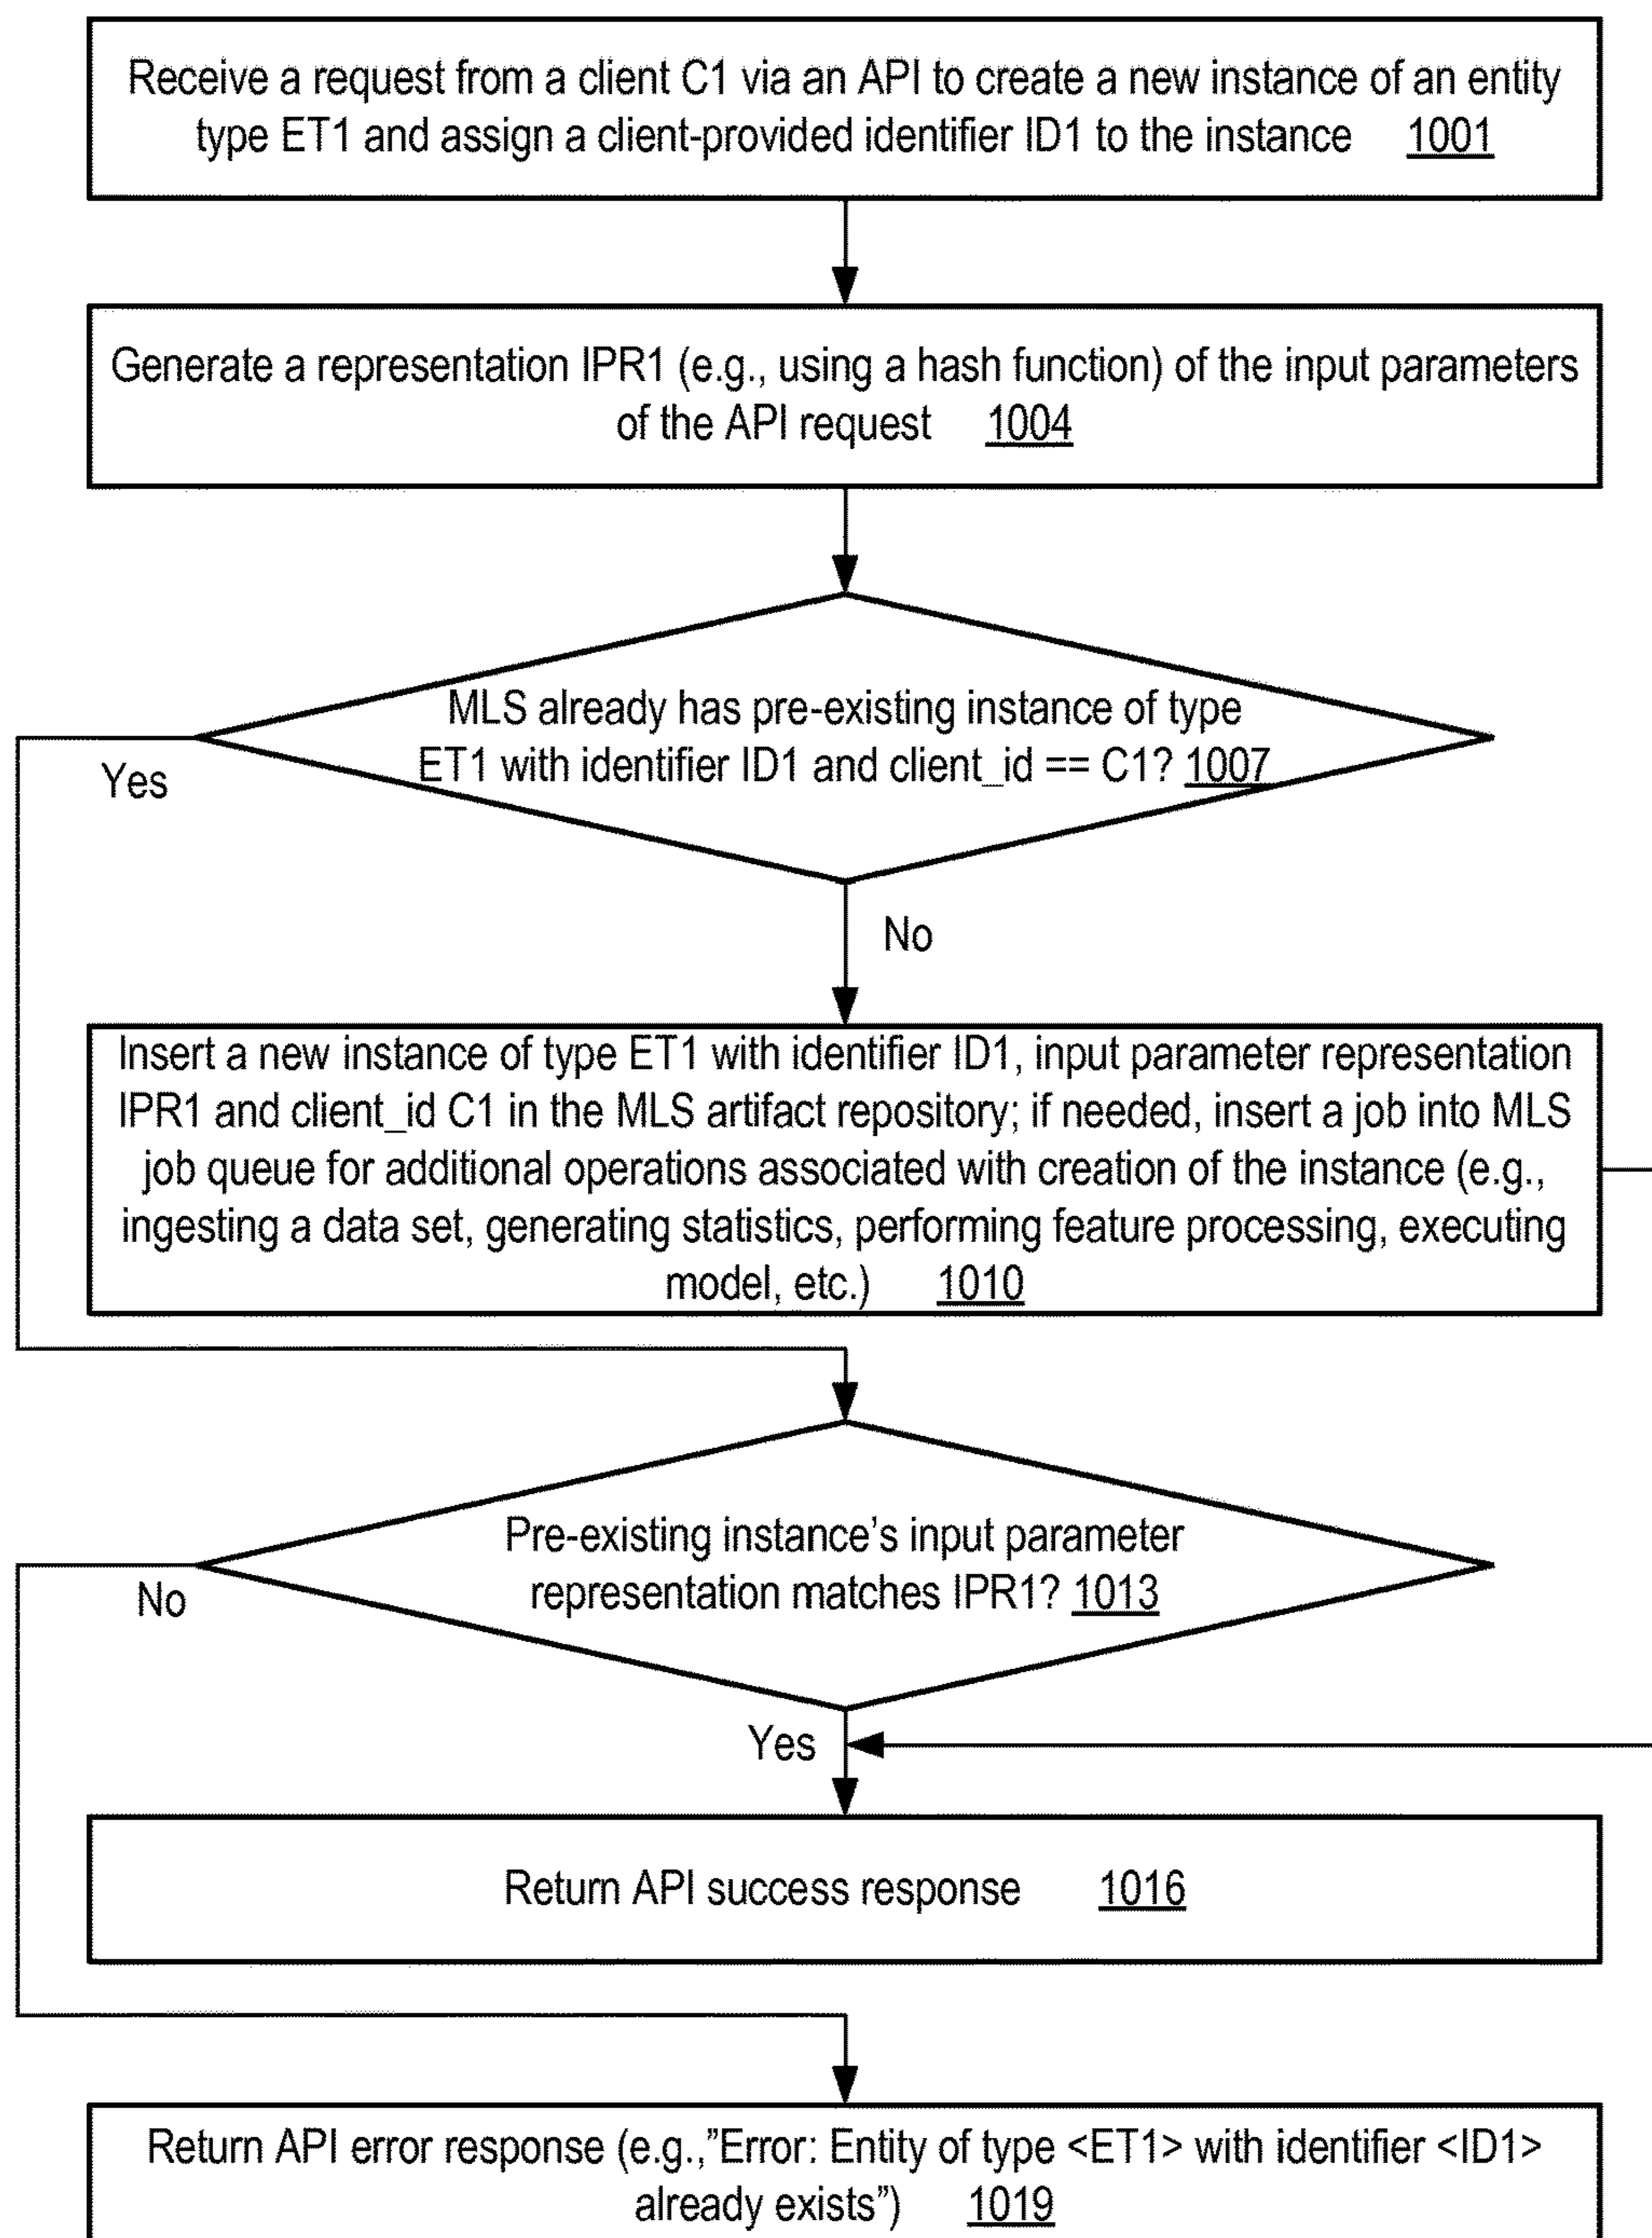 Receive a request from a client C1 via an API to create a new instance of an entity
type ET1 and assign a client-provided identifier ID1 to the instance 1001
Generate a representation IPR1 (e.g., using a hash function) of the input parameters
of the API request 1004
MLS already has pre-existing instance of type
ET1 with identifier ID1 and client_id == C1? 1007
Yes
No
Insert a new instance of type ET1 with identifier ID1, input parameter representation
IPR1 and client_id C1 in the MLS artifact repository; if needed, insert a job into MLS
job queue for additional operations associated with creation of the instance (e.g.,
ingesting a data set, generating statistics, performing feature processing, executing
model, etc.) 1010
Pre-existing instance’s input parameter
representation matches IPR1? 1013
No
Yes
Return API success response 1016
Return API error response (e.g.,”Error: Entity of type <ET1> with identifier <ID1>
already exists”) 1019